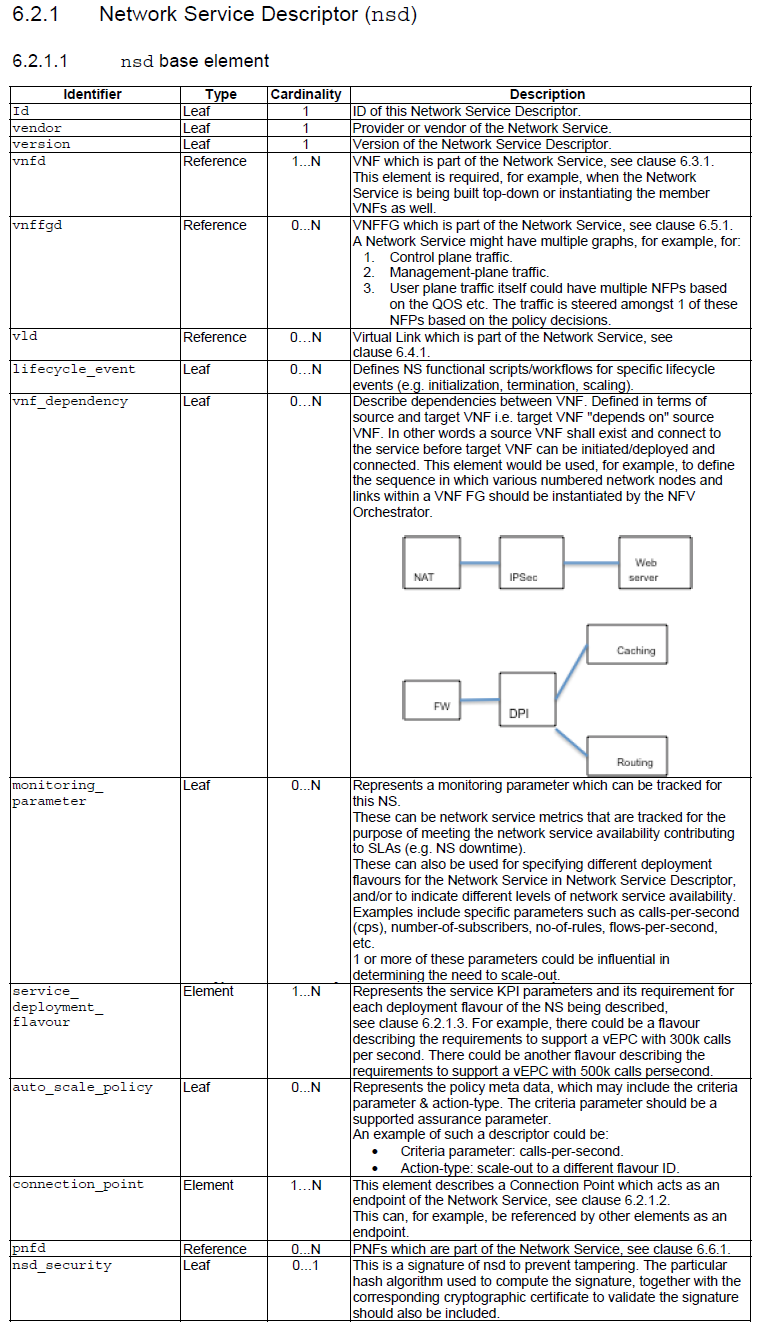 6.2.1 Network Service Descriptor (nsd)
6.2.1.1 nsd base element
Identifier Type Cardinality Description
Id Leaf 1 ID of this Network Service Descriptor.
vendor Leaf 1 Provider or vendor of the Network Service.
version Leaf 1 Version of the Network Service Descriptor.
vnfd Reference 1...N VNF which is part of the Network Service, see clause 6.3.1.
This element is required, for example, when the Network
Service is being built top-down or instantiating the member
VNFs as well.
vnffgd Reference 0...N VNFFG which is part of the Network Service, see clause 6.5.1.
A Network Service might have multiple graphs, for example, for:
1. Control plane traffic.
2. Management-plane traffic.
3. User plane traffic itself could have multiple NFPs based
on the QOS etc. The traffic is steered amongst 1 of these
NFPs based on the policy decisions.
vld Reference 0...N Virtual Link which is part of the Network Service, see
clause 6.4.1.
lifecycle_event Leaf 0...N Defines NS functional scripts/workflows for specific lifecycle
events (e.g. initialization, termination, scaling).
vnf_dependency Leaf 0...N Describe dependencies between VNF. Defined in terms of
source and target VNF i.e. target VNF "depends on" source
VNF. In other words a source VNF shall exist and connect to
the service before target VNF can be initiated/deployed and
connected. This element would be used, for example, to define
the sequence in which various numbered network nodes and
links within a VNF FG should be instantiated by the NFV
Orchestrator.
NAT IPSec Web
server
Caching
FW DPI
Routing
monitoring_ Leaf 0...N Represents a monitoring parameter which can be tracked for
parameter this NS.
These can be network service metrics that are tracked for the
purpose of meeting the network service availability contributing
to SLAs (e.g. NS downtime).
These can also be used for specifying different deployment
flavours for the Network Service in Network Service Descriptor,
and/or to indicate different levels of network service availability.
Examples include specific parameters such as calls-per-second
(cps), number-of-subscribers, no-of-rules, flows-per-second,
etc.
1 or more of these parameters could be influential in
determining the need to scale-out.
service_ Element 1...N Represents the service KPI parameters and its requirement for
deployment_ each deployment flavour of the NS being described,
flavour see clause 6.2.1.3. For example, there could be a flavour
describing the requirements to support a vEPC with 300k calls
per second. There could be another flavour describing the
requirements to support a vEPC with 500k calls persecond.
auto_scale_policy Leaf 0...N Represents the policy meta data, which may include the criteria
parameter & action-type. The criteria parameter should be a
supported assurance parameter.
An example of such a descriptor could be:
• Criteria parameter: calls-per-second.
• Action-type: scale-out to a different flavour ID.
connection_point Element 1...N This element describes a Connection Point which acts as an
endpoint of the Network Service, see clause 6.2.1.2.
This can, for example, be referenced by other elements as an
endpoint.
pnfd Reference 0...N PNFs which are part of the Network Service, see clause 6.6.1.
nsd_security Leaf 0...1 This is a signature of nsd to prevent tampering. The particular
hash algorithm used to compute the signature, together with the
corresponding cryptographic certificate to validate the signature
should also be included.